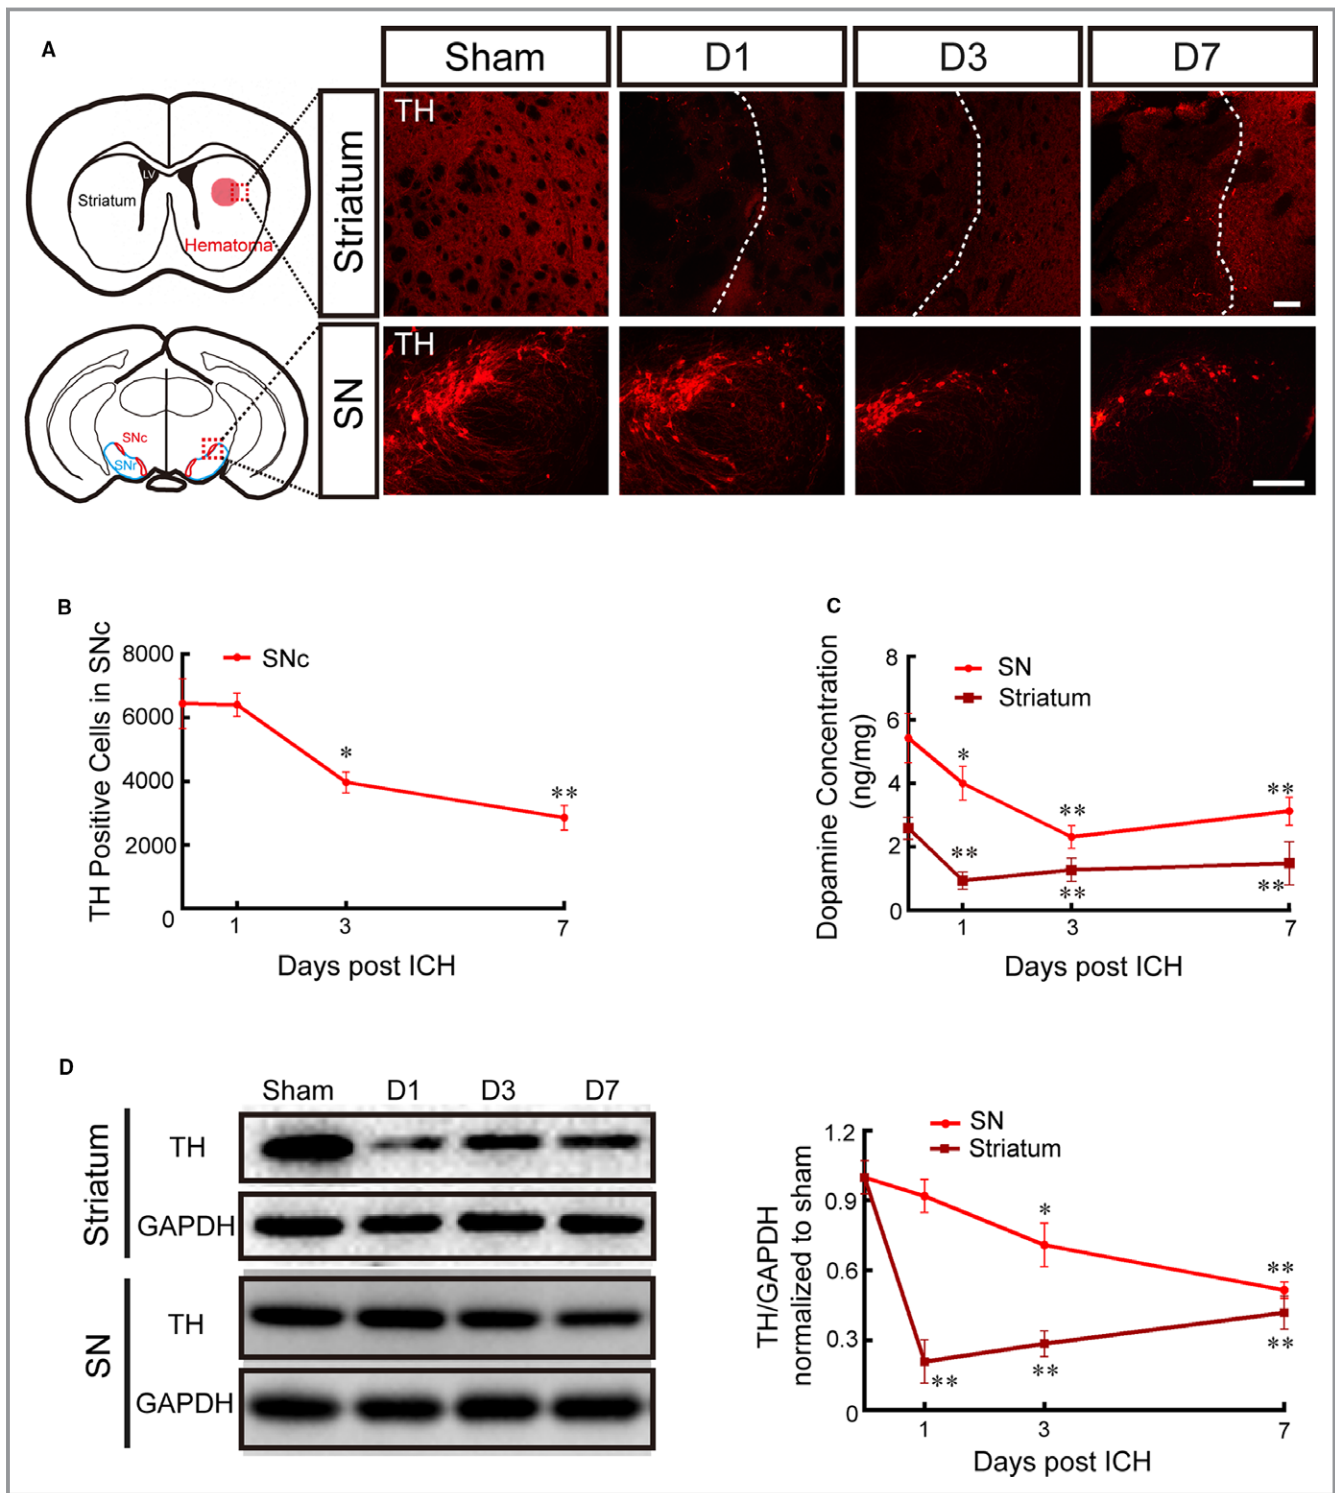 A
Sham
D1
D3
D7
Striatum
TH
LV
Striatum
Hematoma
SN
TH
SNc
SNr
B
TH Positive Cells in SNc
8000
6000
4000
2000
0
SNc
*
**
1
3
7
Days post ICH
C
Dopamine Concentration
(ng/mg)
8
6
4
2
0
SN
Striatum
*
**
**
**
**
**
1
3
7
Days post ICH
D
Sham
D1
D3
D7
Striatum
TH
GAPDH
SN
TH
GAPDH
TH/GAPDH
normalized to sham
1.2
0.9
0.6
0.3
0
SN
Striatum
*
**
**
**
**
1
3
7
Days post ICH